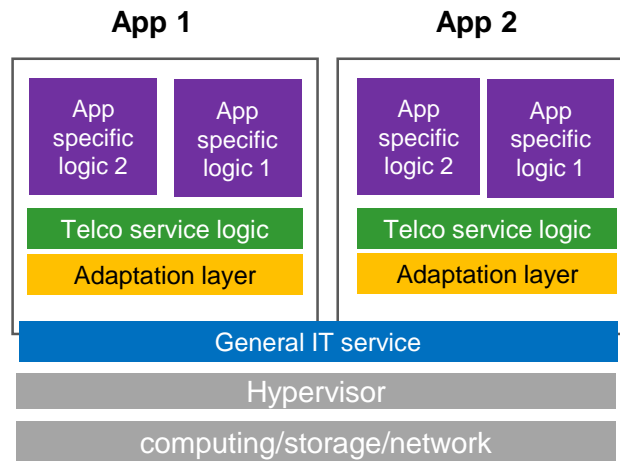 App 1
App 2
App
specific
logic 2
App
specific
logic 1
App
specific
logic 2
App
specific
logic 1
Telco service logic
Telco service logic
Adaptation layer
Adaptation layer
General IT service
Hypervisor
computing/storage/network